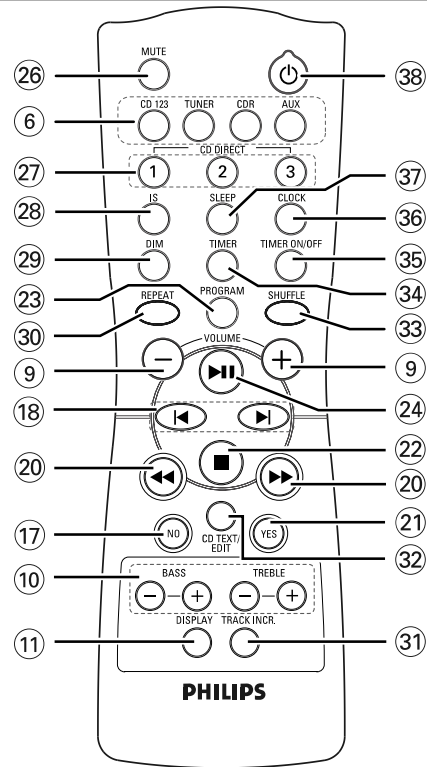 MUTE
26 38
CD 123 TUNER CDR AUX
6
CD DIRECT
27 1 2 3 37
IS SLEEP CLOCK
28 36
DIM TIMER TIMER ON/OFF
29 35
34
23 PROGRAM
REPEAT SHUFFLE
30 33
VOLUME
9 − + 9
24
18
22
20 20
17 NO YES 21
CD TEXT/
EDIT
32
10 BASS TREBLE
− + − +
DISPLAY TRACK INCR.
11 31
PHILIPS